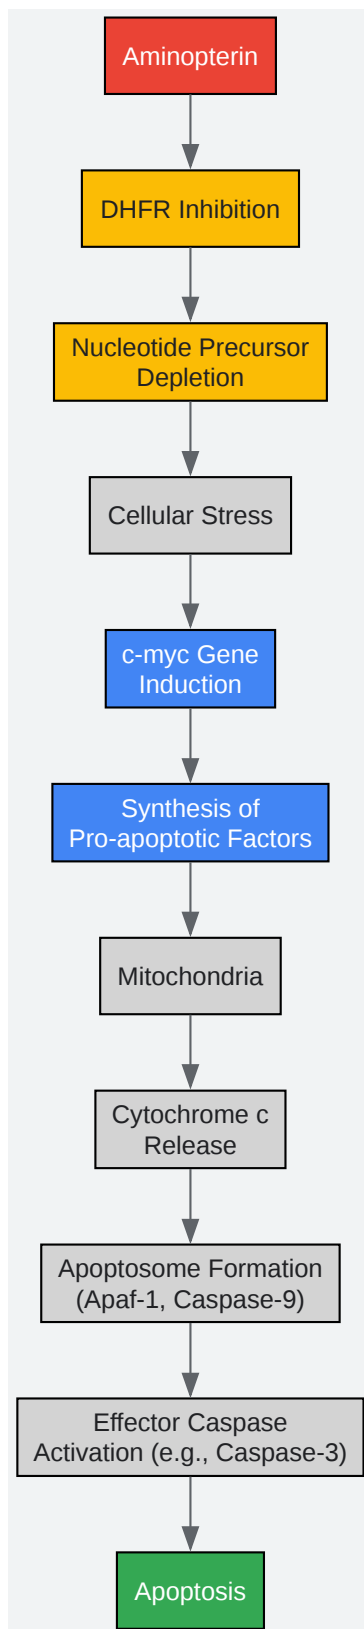 Aminopterin
DHFR Inhibition
Nucleotide Precursor
Depletion
Cellular Stress
c-myc Gene
Induction
Synthesis of
Pro-apoptotic Factors
Mitochondria
Cytochrome c
Release
Apoptosome Formation
(Apaf-1, Caspase-9)
Effector Caspase
Activation (e.g., Caspase-3)
Apoptosis